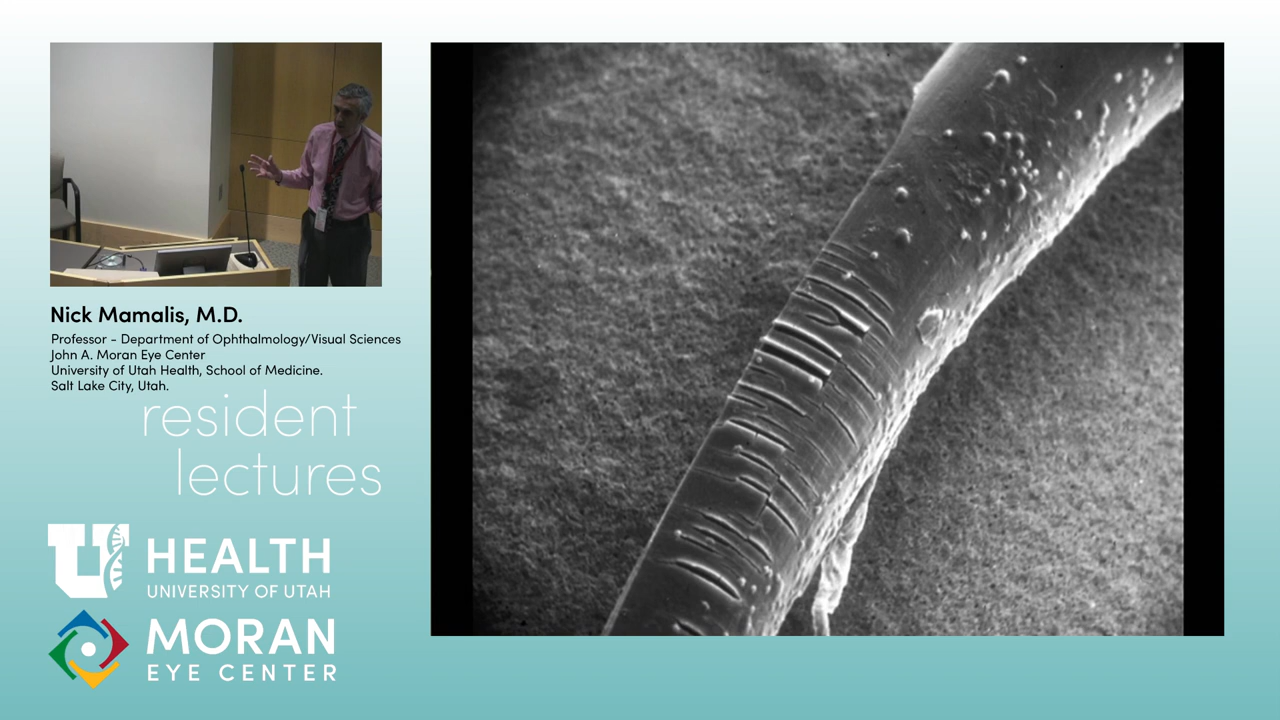 Nick Mamalis, M.D.
Professor - Department of Ophthalmology/Visual Sciences
John A. Moran Eye Center
University of Utah Health, School of Medicine.
Salt Lake City, Utah.
resident
lectures
U HEALTH
UNIVERSITY OF UTAH
MORAN
EYE CENTER